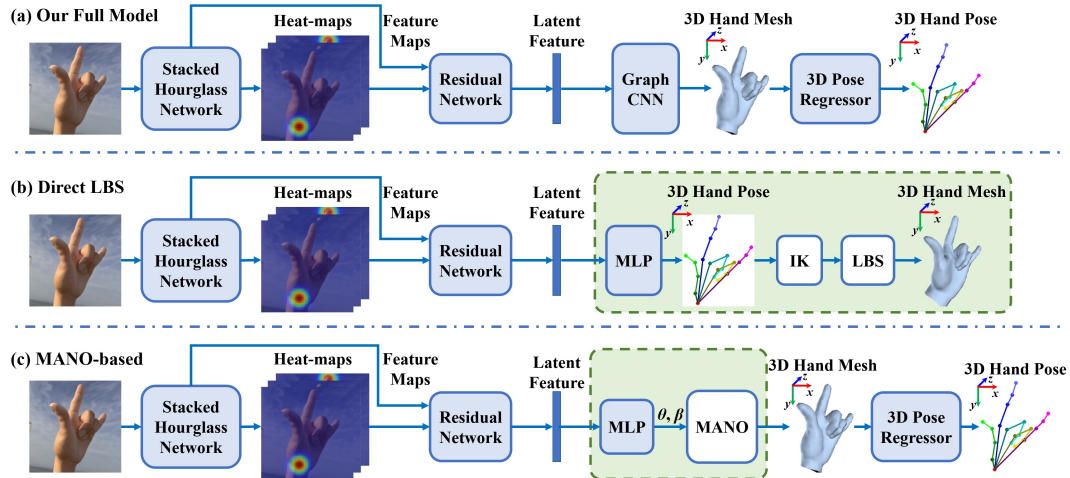 (a) Our Full Model
Heat-maps
Feature
Maps
Latent
Feature
3D Hand Mesh
3D Hand Pose
Stacked
Hourglass
Network
Residual
Network
Graph
CNN
3D Pose
Regressor
z
x
y
z
x
y
(b) Direct LBS
Heat-maps
Feature
Maps
Latent
Feature
3D Hand Pose
3D Hand Mesh
Stacked
Hourglass
Network
Residual
Network
MLP
IK
LBS
z
x
y
z
x
y
(c) MANO-based
Heat-maps
Feature
Maps
Latent
Feature
3D Hand Mesh
3D Hand Pose
Stacked
Hourglass
Network
Residual
Network
MLP
θ, β
MANO
3D Pose
Regressor
z
x
y
z
x
y